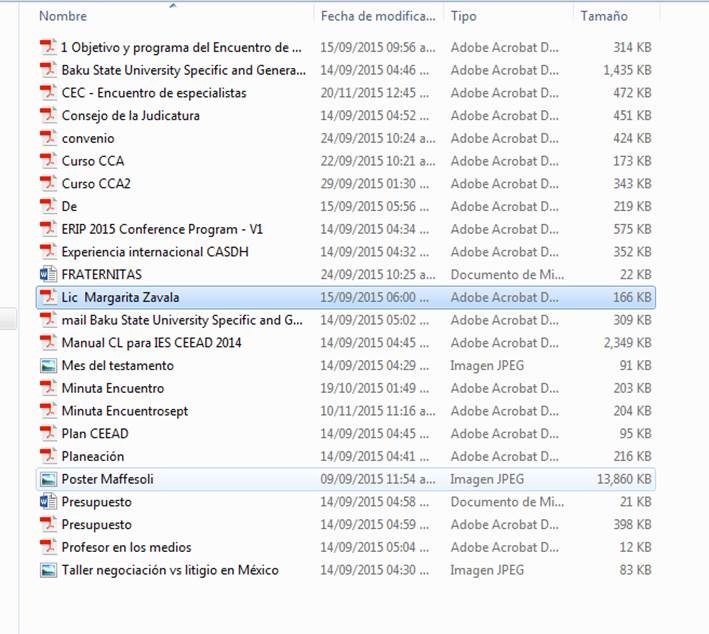 Nombre Fecha de modifica... Tipo Tamaño
1 Objetivo y programa del Encuentro de ... 15/09/2015 09:56 a... Adobe Acrobat D... 314 KB
Baku State University Specific and Genera... 14/09/2015 04:46 ... Adobe Acrobat D... 1,435 KB
CEC - Encuentro de especialistas 20/11/2015 12:45 ... Adobe Acrobat D... 472 KB
Consejo de la Judicatura 14/09/2015 04:52 ... Adobe Acrobat D... 451 KB
convenio 24/09/2015 10:24 a... Adobe Acrobat D... 424 KB
Curso CCA 22/09/2015 10:21 a... Adobe Acrobat D... 173 KB
Curso CCA2 29/09/2015 01:30 ... Adobe Acrobat D... 343 KB
De 15/09/2015 05:56 ... Adobe Acrobat D... 219 KB
ERIP 2015 Conference Program - V1 14/09/2015 04:34 ... Adobe Acrobat D... 575 KB
Experiencia internacional CASDH 14/09/2015 04:32 ... Adobe Acrobat D... 352 KB
FRATERNITAS 24/09/2015 10:25 a... Documento de Mi... 22 KB
Lic  Margarita Zavala 15/09/2015 06:00 ... Adobe Acrobat D... 166 KB
mail Baku State University Specific and G... 14/09/2015 05:02 ... Adobe Acrobat D... 309 KB
Manual CL para IES CEEAD 2014 14/09/2015 04:45 ... Adobe Acrobat D... 2,349 KB
Mes del testamento 14/09/2015 04:29 ... Imagen JPEG 91 KB
Minuta Encuentro 19/10/2015 01:49 ... Adobe Acrobat D... 203 KB
Minuta Encuentrosept 10/11/2015 11:16 a... Adobe Acrobat D... 204 KB
Plan CEEAD 14/09/2015 04:45 ... Adobe Acrobat D... 95 KB
Planeación 14/09/2015 04:41 ... Adobe Acrobat D... 216 KB
Poster Maffesoli 09/09/2015 11:54 a... Imagen JPEG 13,860 KB
Presupuesto 14/09/2015 04:58 ... Documento de Mi... 21 KB
Presupuesto 14/09/2015 04:59 ... Adobe Acrobat D... 398 KB
Profesor en los medios 14/09/2015 05:04 ... Adobe Acrobat D... 12 KB
Taller negociación vs litigio en México 14/09/2015 04:30 ... Imagen JPEG 83 KB